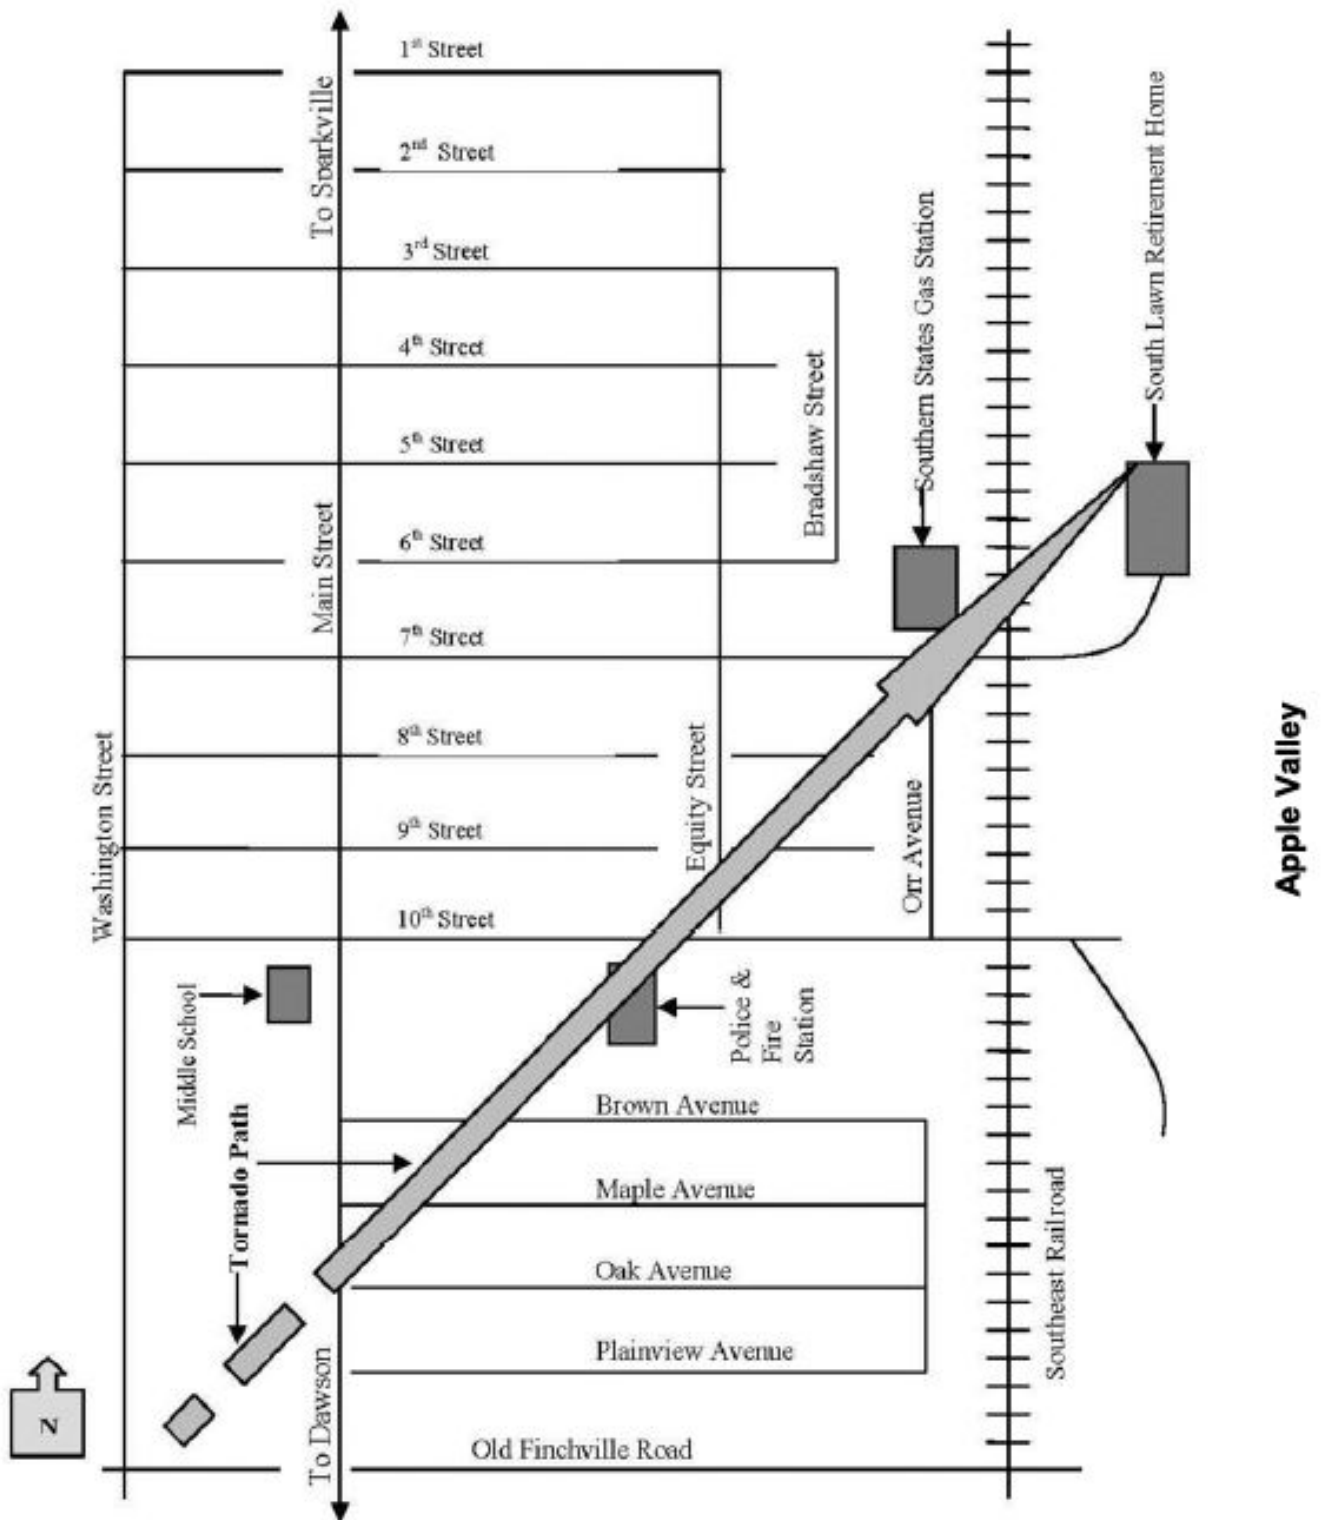 1st Street
To Sparkville
2nd Street
South Lawn Retirement Home
3rd Street
Southern States Gas Station
4th Street
Bradshaw Street
5th Street
6th Street
Main Street
7th Street
8th Street
Washington Street
Equity Street
Apple Valley
9th Street
Orr Avenue
10th Street
Middle School
Police &
Fire
Station
Brown Avenue
Tornado Path
Maple Avenue
Southeast Railroad
Oak Avenue
Plainview Avenue
To Dawson
N
Old Finchville Road